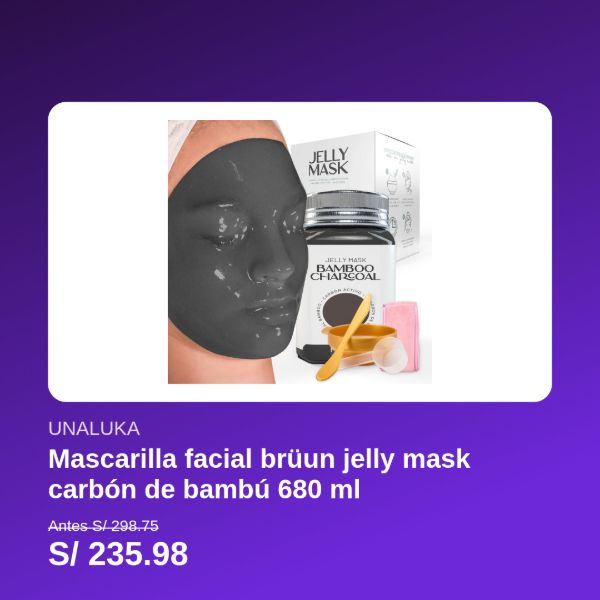 JELLY
MASK
JELLY MASK
BAMBOO
CHARCOAL
UNALUKA
Mascarilla facial brüun jelly mask
carbón de bambú 680 ml
Antes S/ 298.75
S/ 235.98